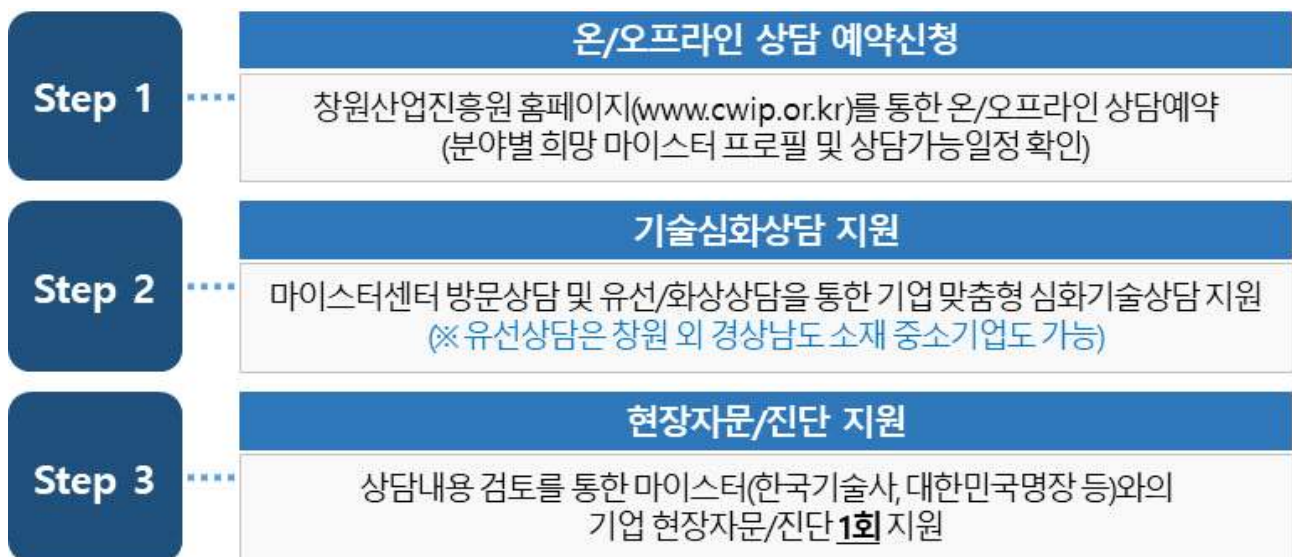 Step 1
온/오프라인 상담 예약신청
창원산업진흥원 홈페이지(www.cwip.or.kr)를 통한 온/오프라인 상담예약
(분야별 희망 마이스터 프로필 및 상담가능일정 확인)
Step 2
기술심화상담 지원
마이스터센터 방문상담 및 유선/화상상담을 통한 기업 맞춤형 심화기술상담 지원
(※ 유선상담은 창원 외 경상남도 소재 중소기업도 가능)
Step 3
현장자문/진단 지원
상담내용 검토를 통한 마이스터(한국기술사, 대한민국명장 등)와의
기업 현장자문/진단 1회 지원